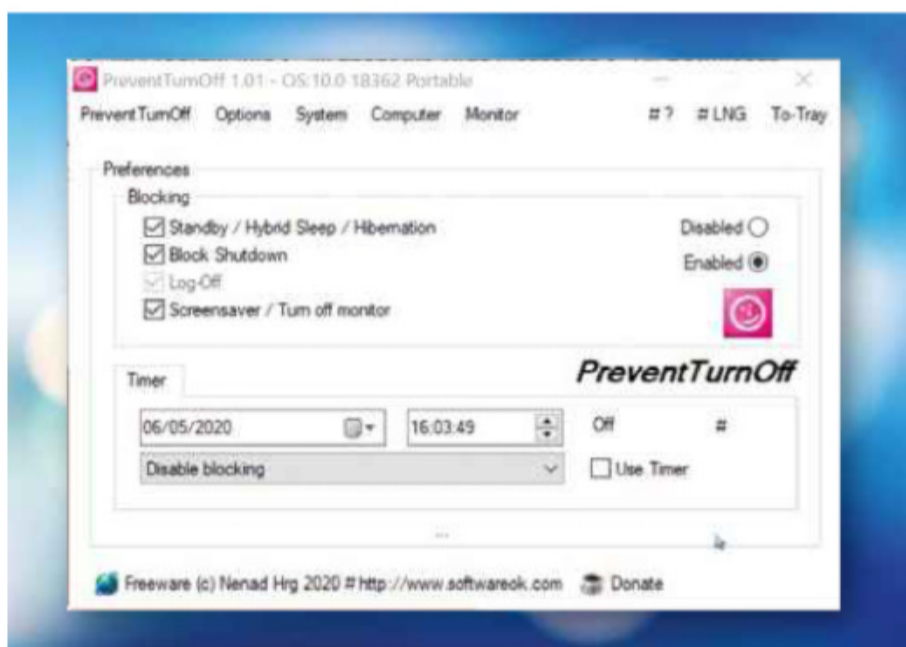 PreventTurnOff 1.01 - OS:10.0 18362 Portable
PreventTurnOff Options System Computer Monitor # ? # LNG To-Tray
Preferences
Blocking
Standby / Hybrid Sleep / Hibernation
Disabled
Block Shutdown
Enabled
Log-Off
Screensaver / Turn off monitor
PreventTurnOff
Timer
06/05/2020 16:03:49 Off #
Disable blocking Use Timer
...
Freeware (c) Nenad Hrg 2020 # http://www.softwareok.com Donate